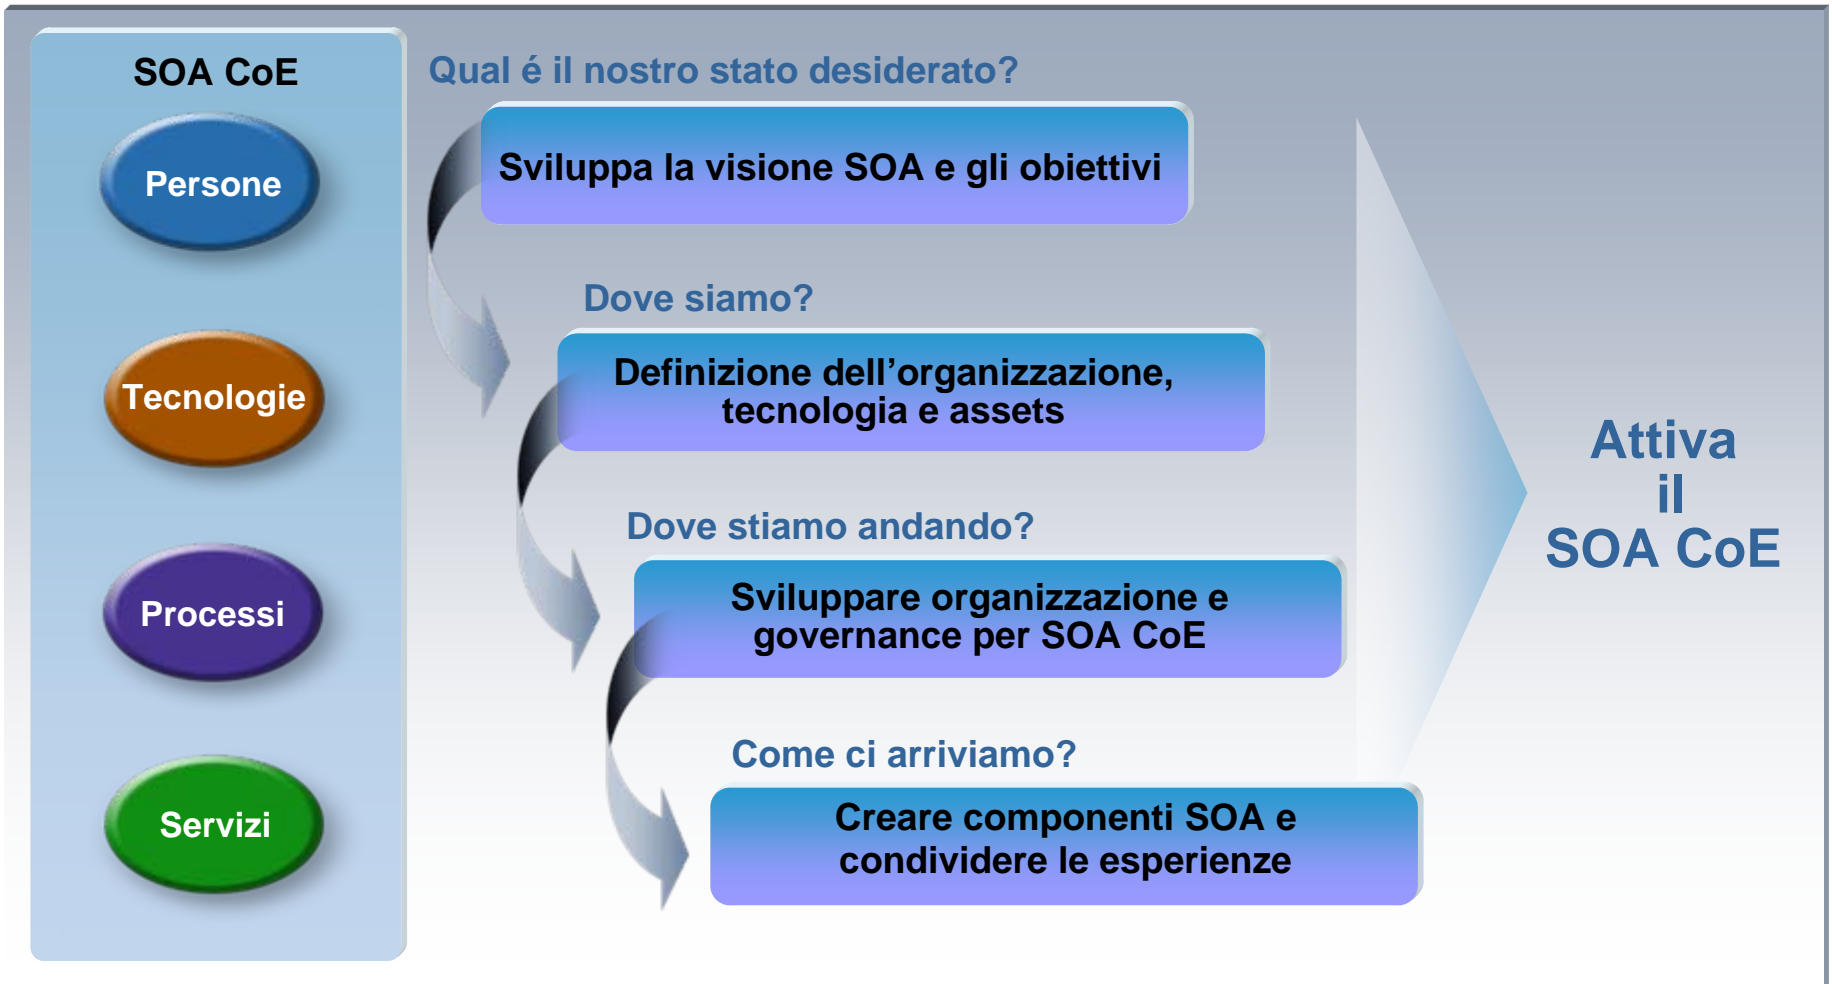 SOA CoE
Persone
Tecnologie
Processi
Servizi
Qual é il nostro stato desiderato?
Sviluppa la visione SOA e gli obiettivi
Dove siamo?
Definizione dell’organizzazione,
tecnologia e assets
Dove stiamo andando?
Sviluppare organizzazione e
governance per SOA CoE
Come ci arriviamo?
Creare componenti SOA e
condividere le esperienze
Attiva
il
SOA CoE